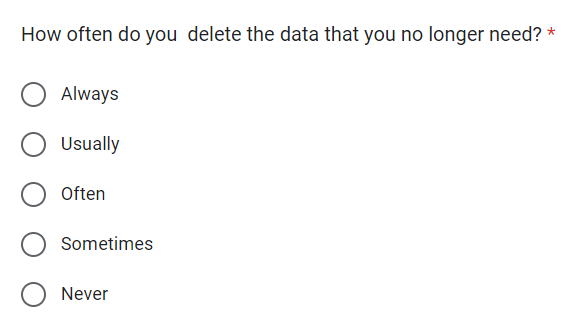 How often do you  delete the data that you no longer need? *
Always
Usually
Often
Sometimes
Never